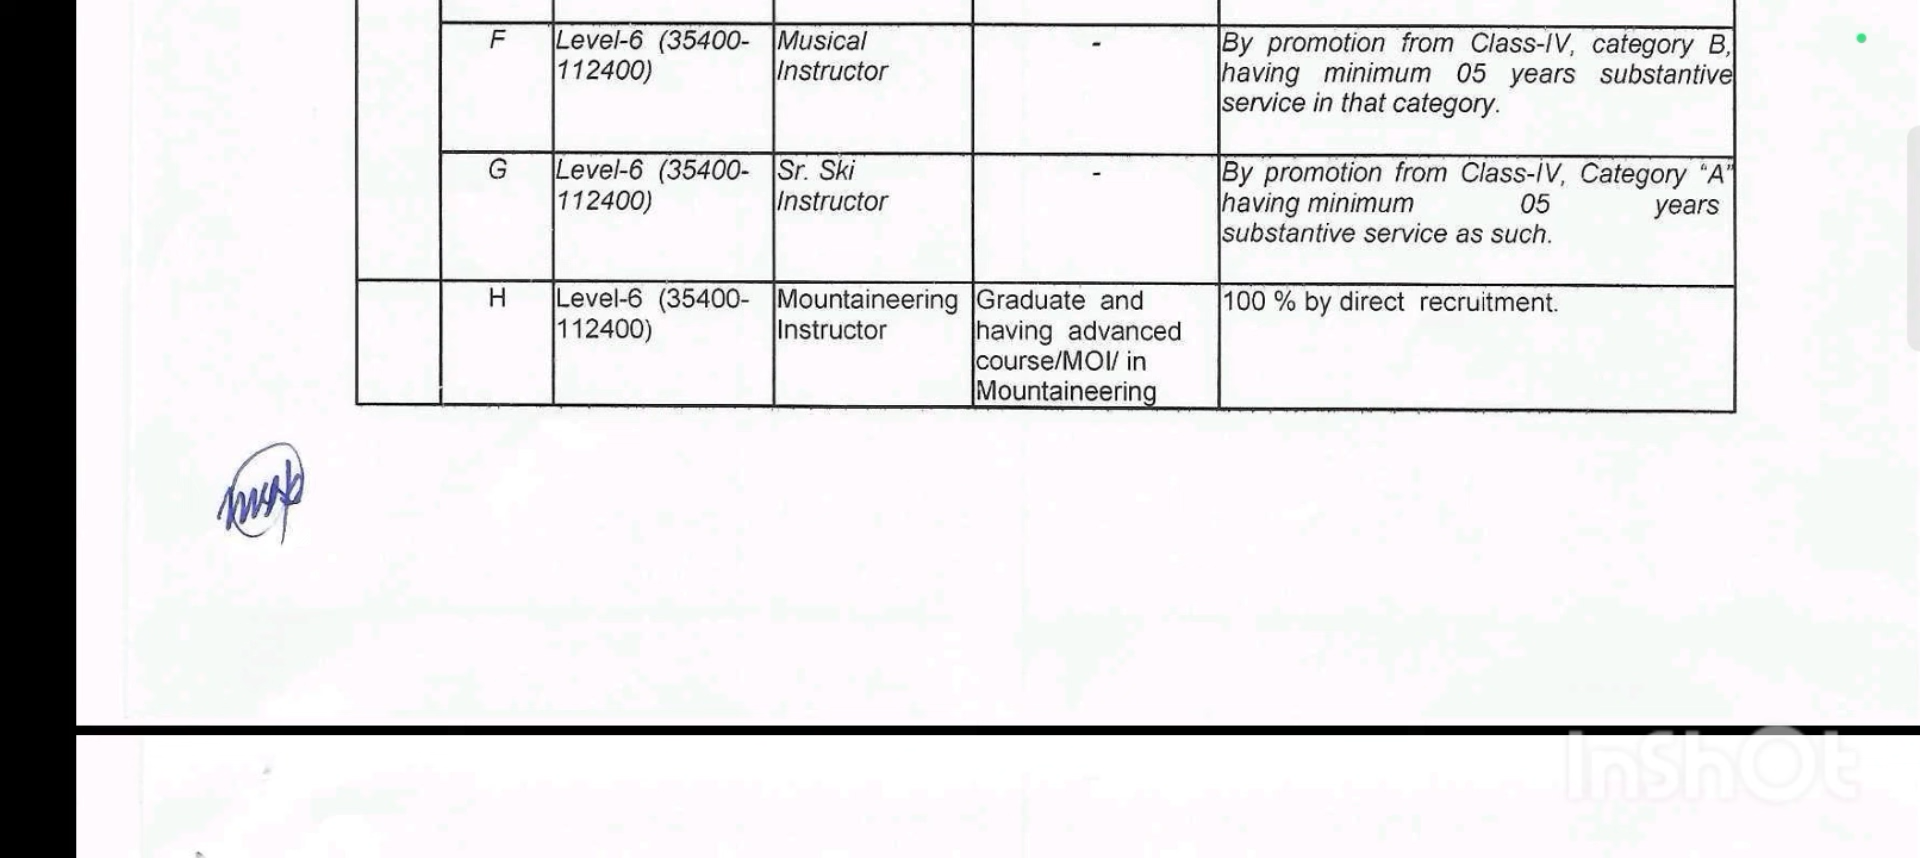 F Level-6 (35400- Musical - By promotion from Class-IV, category B,
112400) Instructor having minimum 05 years substantive
service in that category.
G Level-6 (35400- Sr. Ski - By promotion from Class-IV, Category “A”
112400) Instructor having minimum 05 years
substantive service as such.
H Level-6 (35400- Mountaineering Graduate and 100 % by direct recruitment.
112400) Instructor having advanced
course/MOI/ in
Mountaineering
InShOt